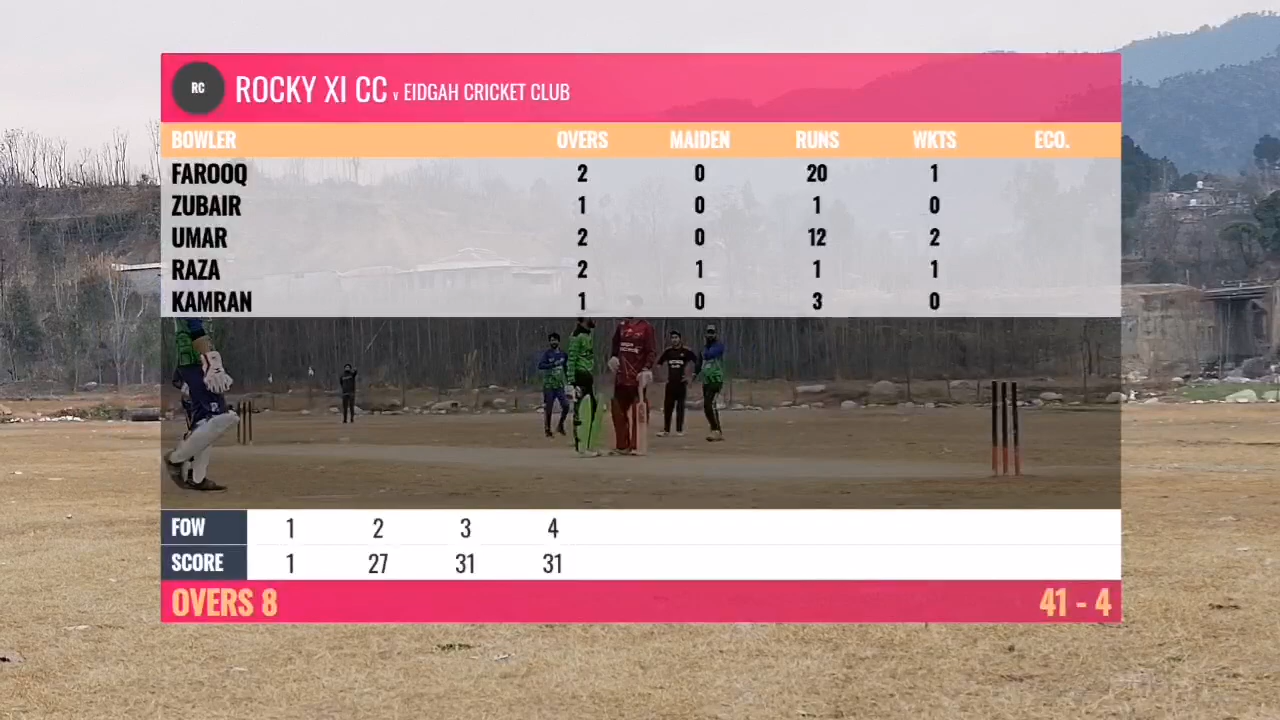 RC ROCKY XI CC v EIDGAH CRICKET CLUB
BOWLER OVERS MAIDEN RUNS WKTS ECO.
FAROOQ 2 0 20 1
ZUBAIR 1 0 1 0
UMAR 2 0 12 2
RAZA 2 1 1 1
KAMRAN 1 0 3 0
FOW 1 2 3 4
SCORE 1 27 31 31
OVERS 8 41 - 4